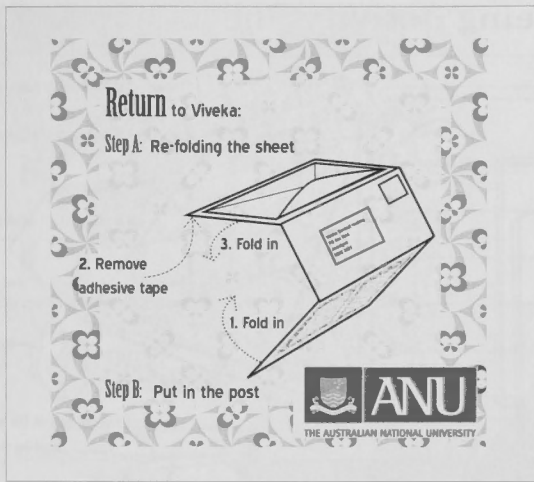 Return to Viveka:
Step A: Re-folding the sheet
3. Fold in
2. Remove
adhesive tape
1. Fold in
Step B: Put in the post
ANU
THE AUSTRALIAN NATIONAL UNIVERSITY